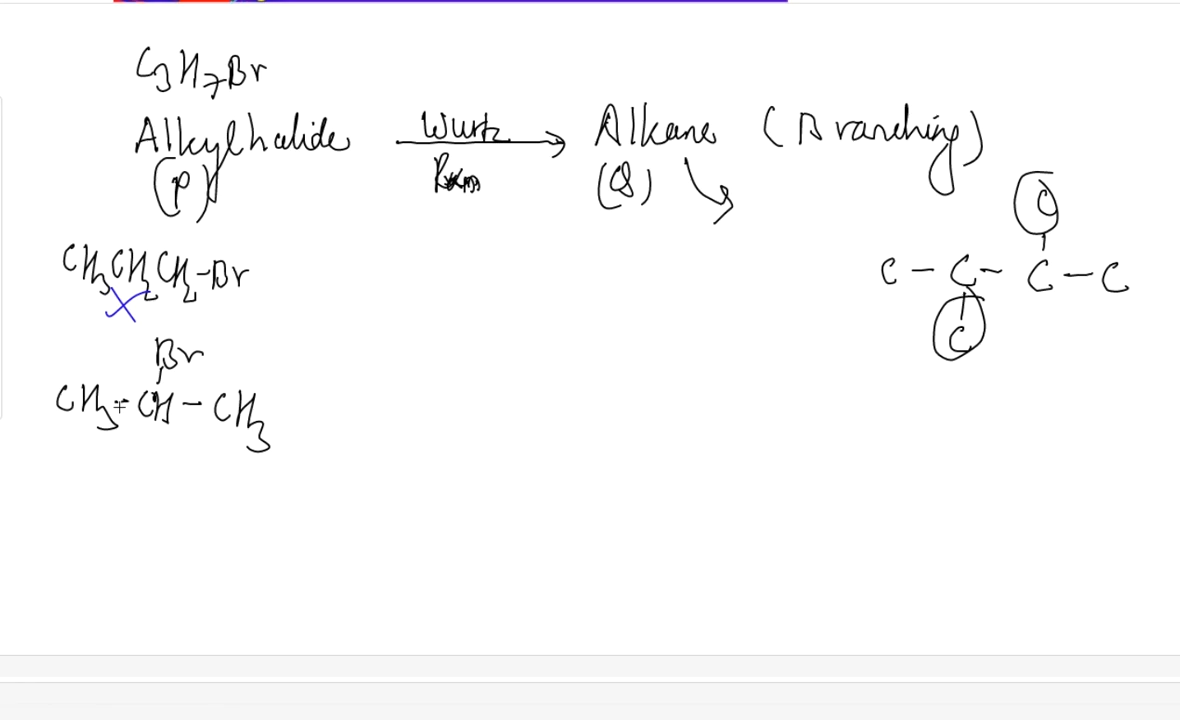 C3H7Br
Alkylhalide Wurtz Alkane (Branching)
(P) Rxn (Q)
C
CH3CH2CH2-Br
C - C - C - C
C
Br
CH3-CH-CH3